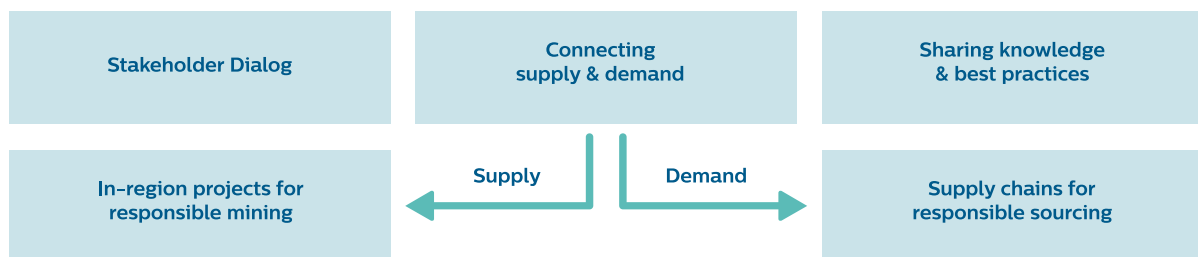 Stakeholder Dialog
Connecting
supply & demand
Sharing knowledge
& best practices
In-region projects for
responsible mining
Supply
Demand
Supply chains for
responsible sourcing